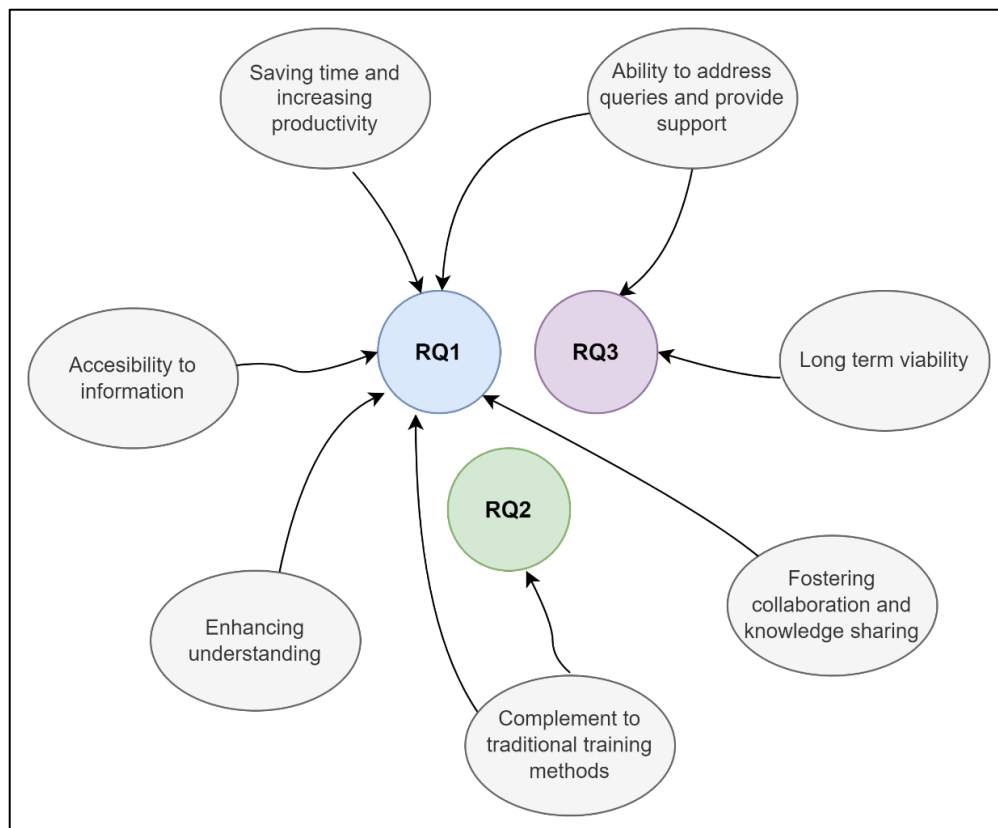 Saving time and
increasing
productivity
Ability to address
queries and provide
support
RQ1
RQ3
Accesibility to
information
Long term viability
RQ2
Enhancing
understanding
Fostering
collaboration and
knowledge sharing
Complement to
traditional training
methods